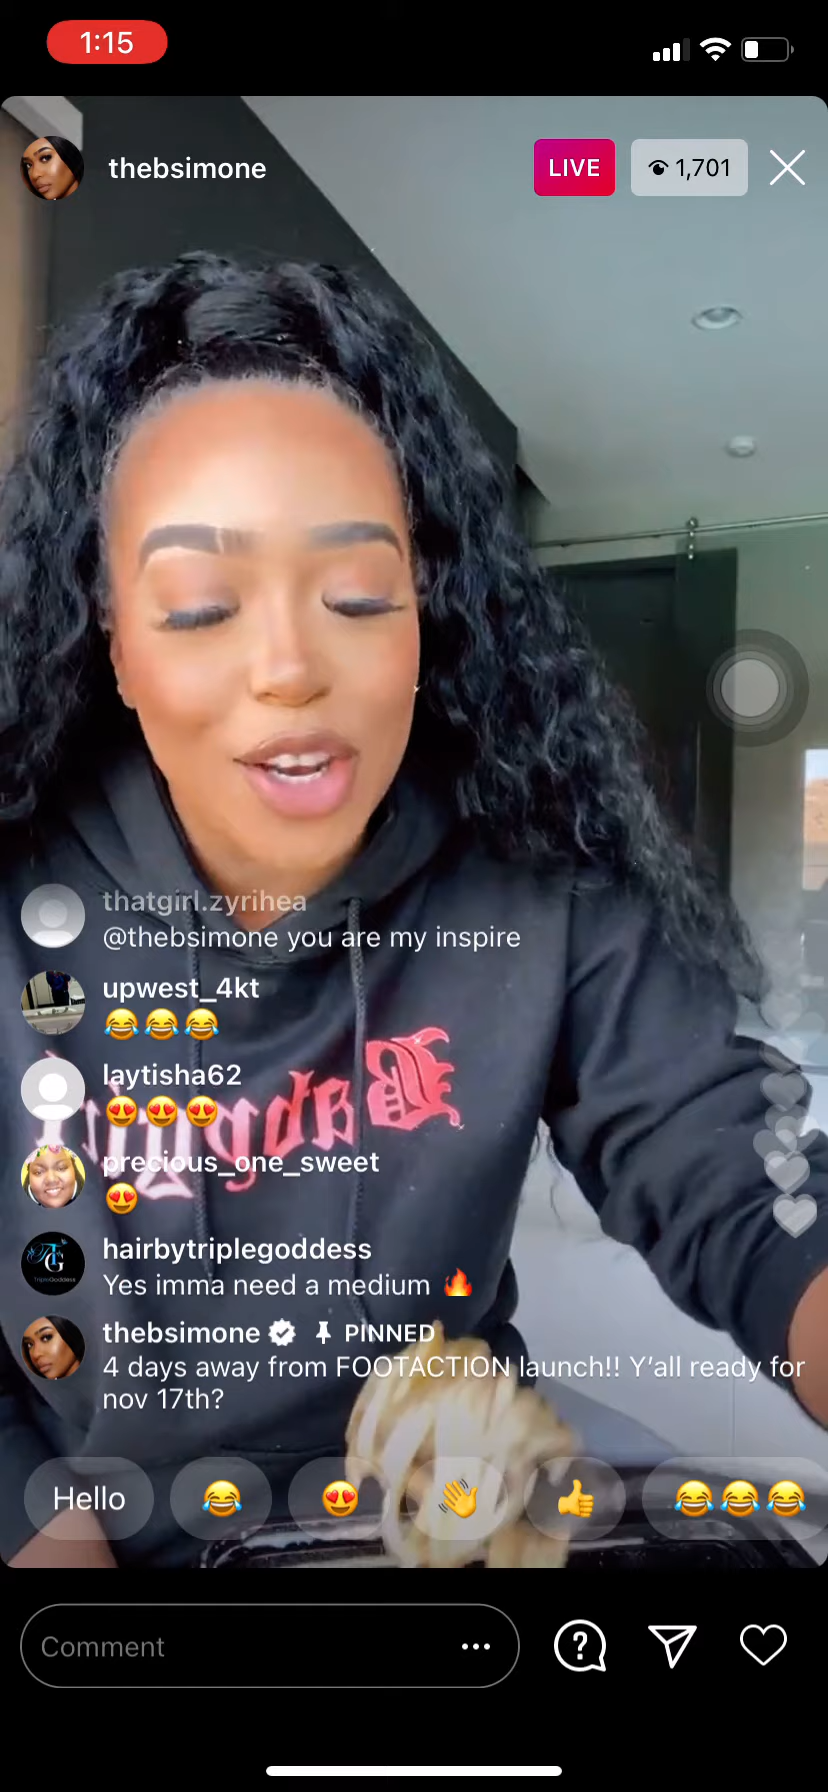 1:15
thebsimone
LIVE
1,701
thatgirl.zyrihea
@thebsimone you are my inspire
upwest_4kt
😂😂😂
laytisha62
😍😍😍
precious_one_sweet
😍
hairbytriplegoddess
Yes imma need a medium 🔥
thebsimone PINNED
4 days away from FOOTACTION launch!! Y’all ready for
nov 17th?
Hello 😂 😍 👋 👍 😂😂😂
Comment